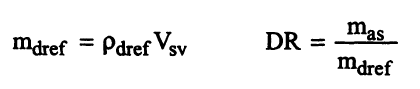 m_dref = ρ_dref V_sv DR = m_as / m_dref